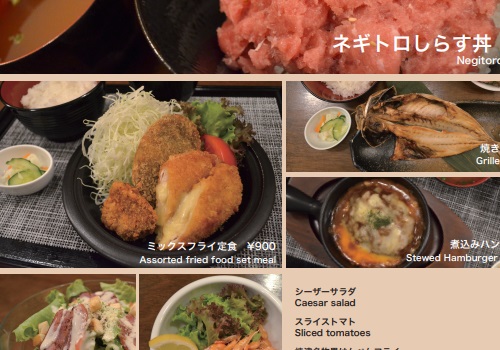 ネギトロしらす丼
Negitoro
焼き
Grille
ミックスフライ定食 ¥900
Assorted fried food set meal
煮込みハン
Stewed Hamburger
シーザーサラダ
Caesar salad
スライストマト
Sliced tomatoes